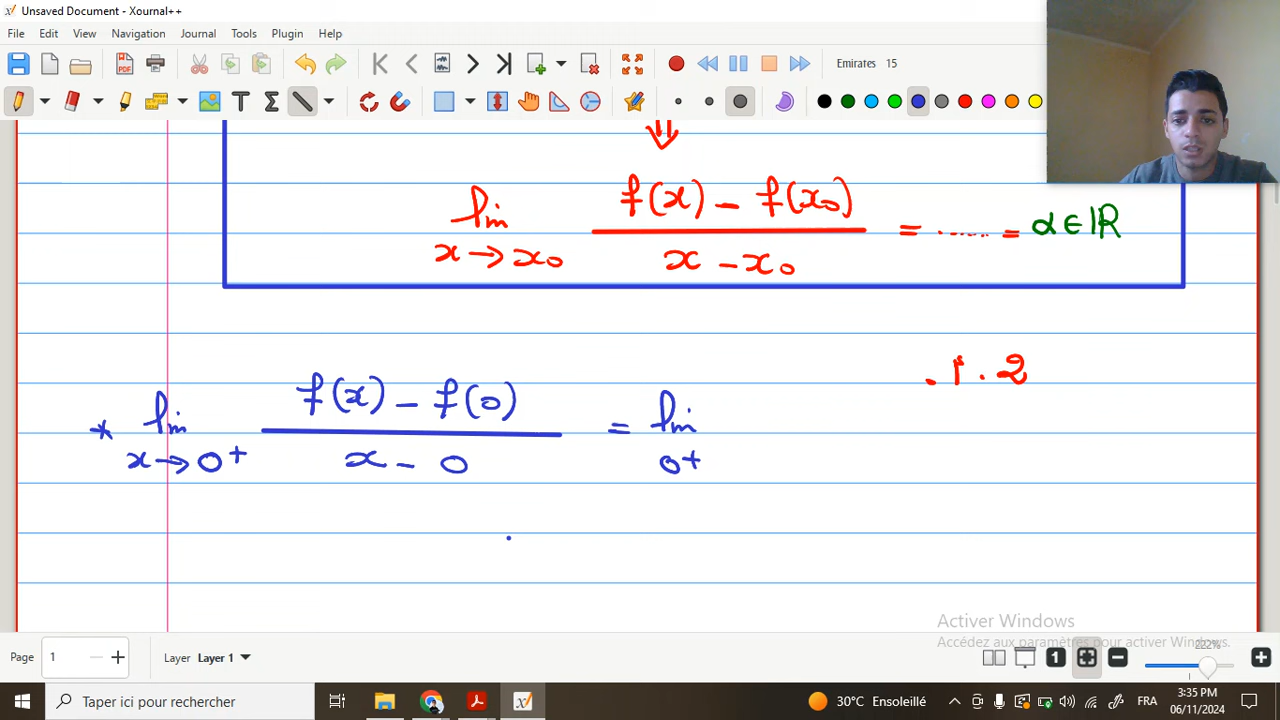 Unsaved Document - Xournal++
File Edit View Navigation Journal Tools Plugin Help
Emirates 15
⇓
lim x→x₀ (f(x) - f(x₀)) / (x - x₀) = ...... = α ∈ ℝ
.1.2
* lim x→0⁺ (f(x) - f(0)) / (x - 0) = lim 0⁺
Activer Windows
Accédez aux paramètres pour activer Windows.
222%
Page 1 Layer Layer 1
Taper ici pour rechercher
30°C Ensoleillé
FRA
3:35 PM
06/11/2024